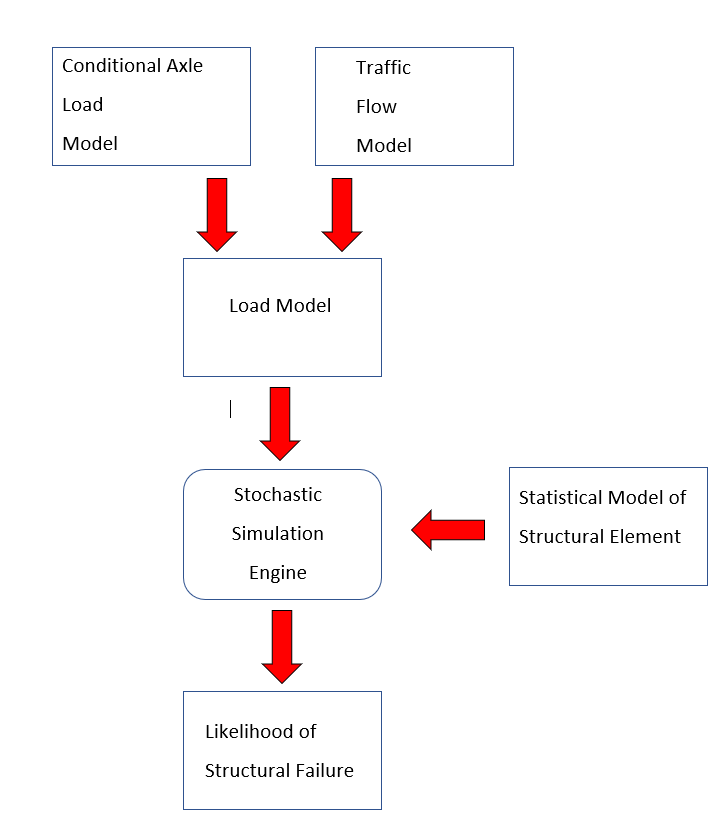 Conditional Axle
Load
Model
Traffic
Flow
Model
Load Model
Stochastic
Simulation
Engine
Statistical Model of
Structural Element
Likelihood of
Structural Failure